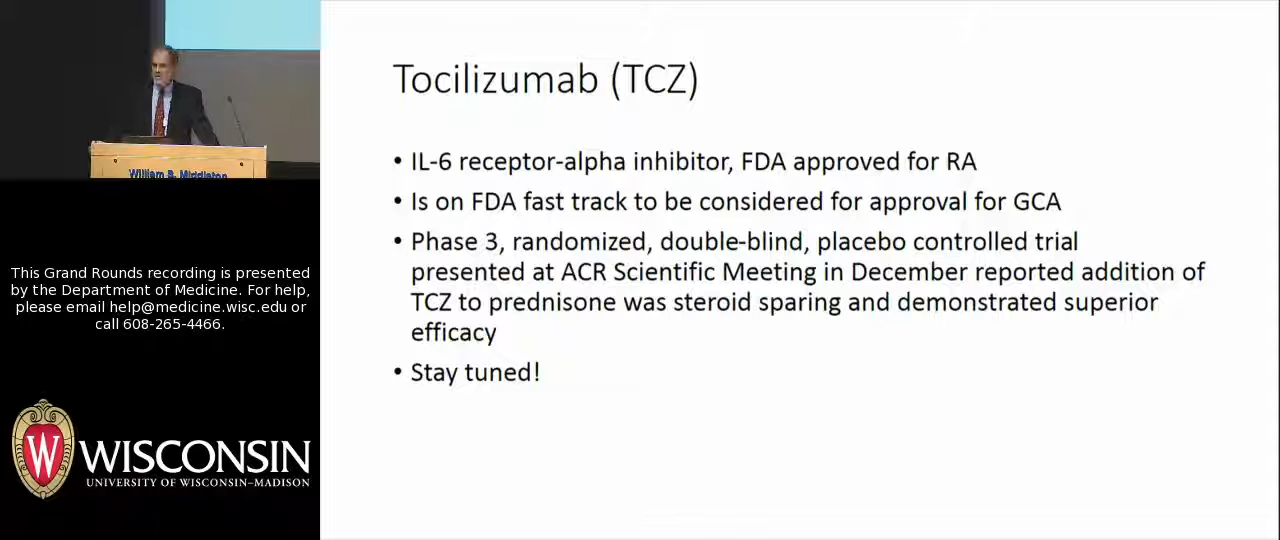 William S. Middleton
This Grand Rounds recording is presented
by the Department of Medicine. For help,
please email help@medicine.wisc.edu or
call 608-265-4466.
W
WISCONSIN
UNIVERSITY OF WISCONSIN–MADISON
Tocilizumab (TCZ)
• IL-6 receptor-alpha inhibitor, FDA approved for RA
• Is on FDA fast track to be considered for approval for GCA
• Phase 3, randomized, double-blind, placebo controlled trial
presented at ACR Scientific Meeting in December reported addition of
TCZ to prednisone was steroid sparing and demonstrated superior
efficacy
• Stay tuned!